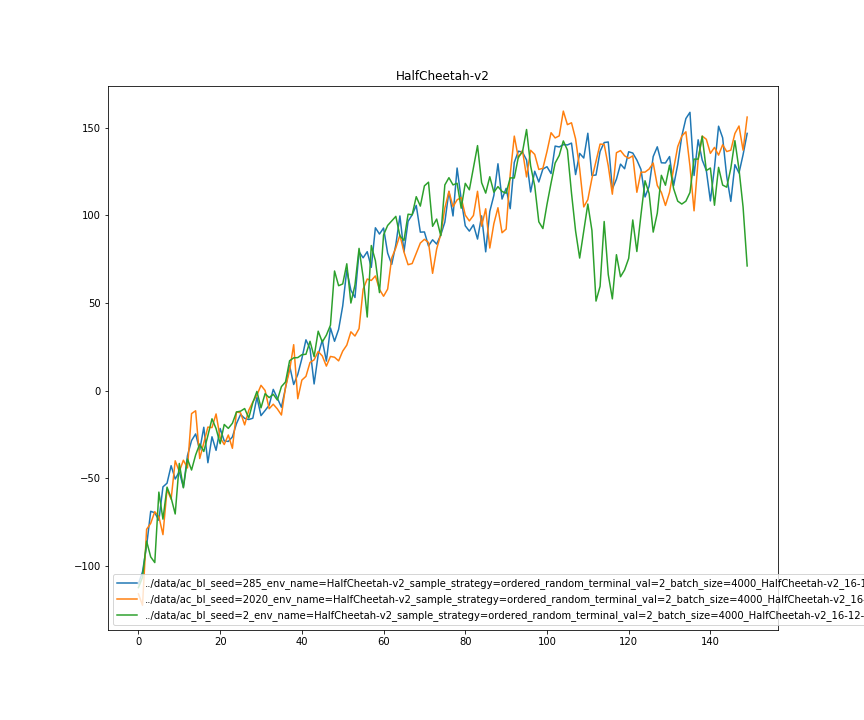 HalfCheetah-v2
150
100
50
0
−50
−100
../data/ac_bl_seed=285_env_name=HalfCheetah-v2_sample_strategy=ordered_random_terminal_val=2_batch_size=4000_HalfCheetah-v2_16-1
../data/ac_bl_seed=2020_env_name=HalfCheetah-v2_sample_strategy=ordered_random_terminal_val=2_batch_size=4000_HalfCheetah-v2_16-
../data/ac_bl_seed=2_env_name=HalfCheetah-v2_sample_strategy=ordered_random_terminal_val=2_batch_size=4000_HalfCheetah-v2_16-12-
0 20 40 60 80 100 120 140